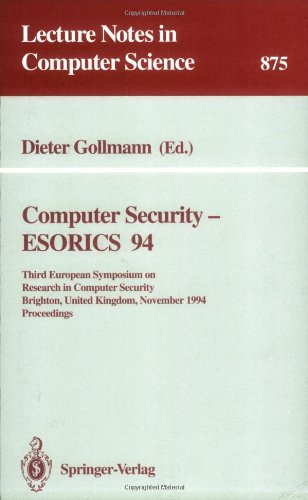 Lecture Notes in
Computer Science 875
Dieter Gollmann (Ed.)
Computer Security –
ESORICS 94
Third European Symposium on
Research in Computer Security
Brighton, United Kingdom, November 1994
Proceedings
Springer-Verlag